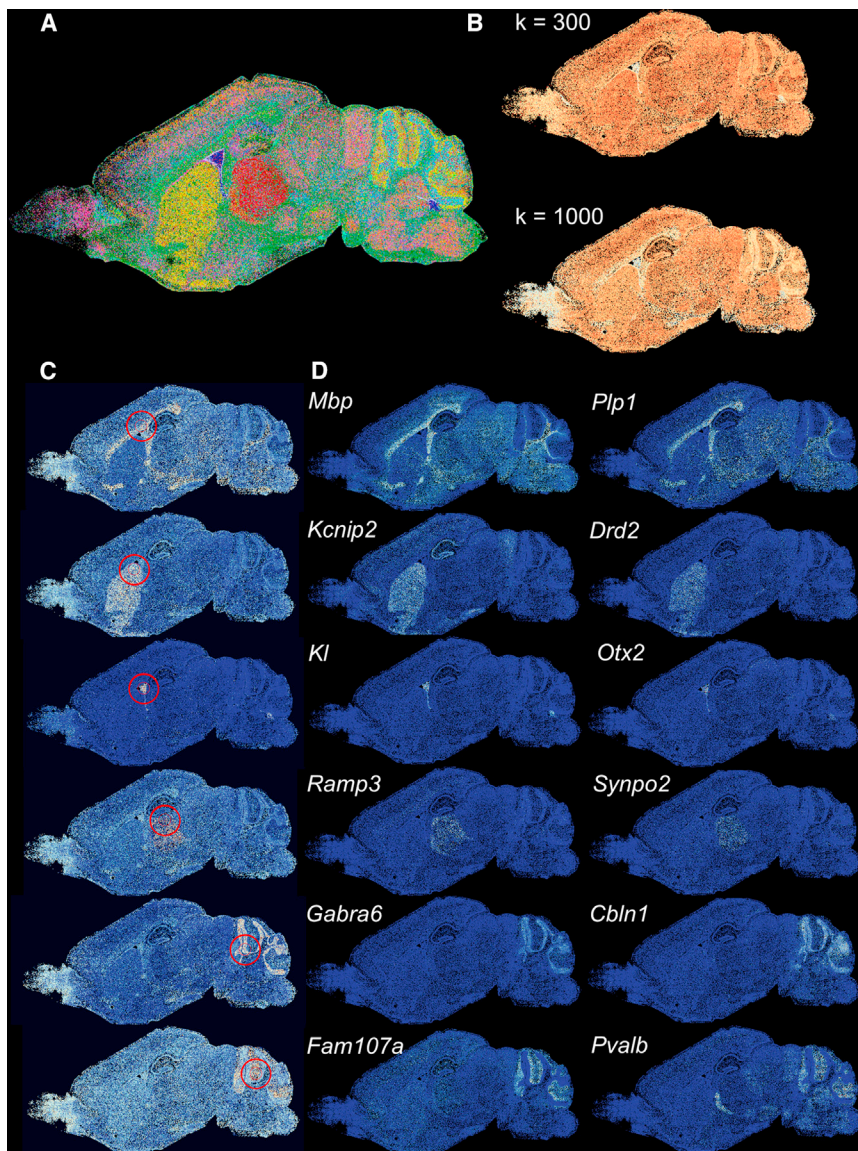 A
B
k = 300
k = 1000
C
D
Mbp
Plp1
Kcnip2
Drd2
Kl
Otx2
Ramp3
Synpo2
Gabra6
Cbln1
Fam107a
Pvalb